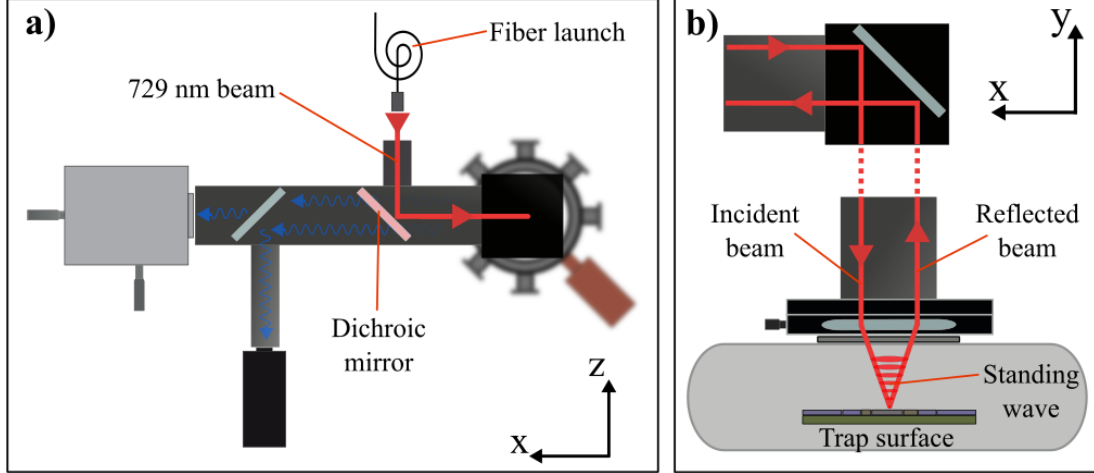 a)
Fiber launch
729 nm beam
Dichroic
mirror
z
x
b)
y
x
Incident
beam
Reflected
beam
Standing
wave
Trap surface